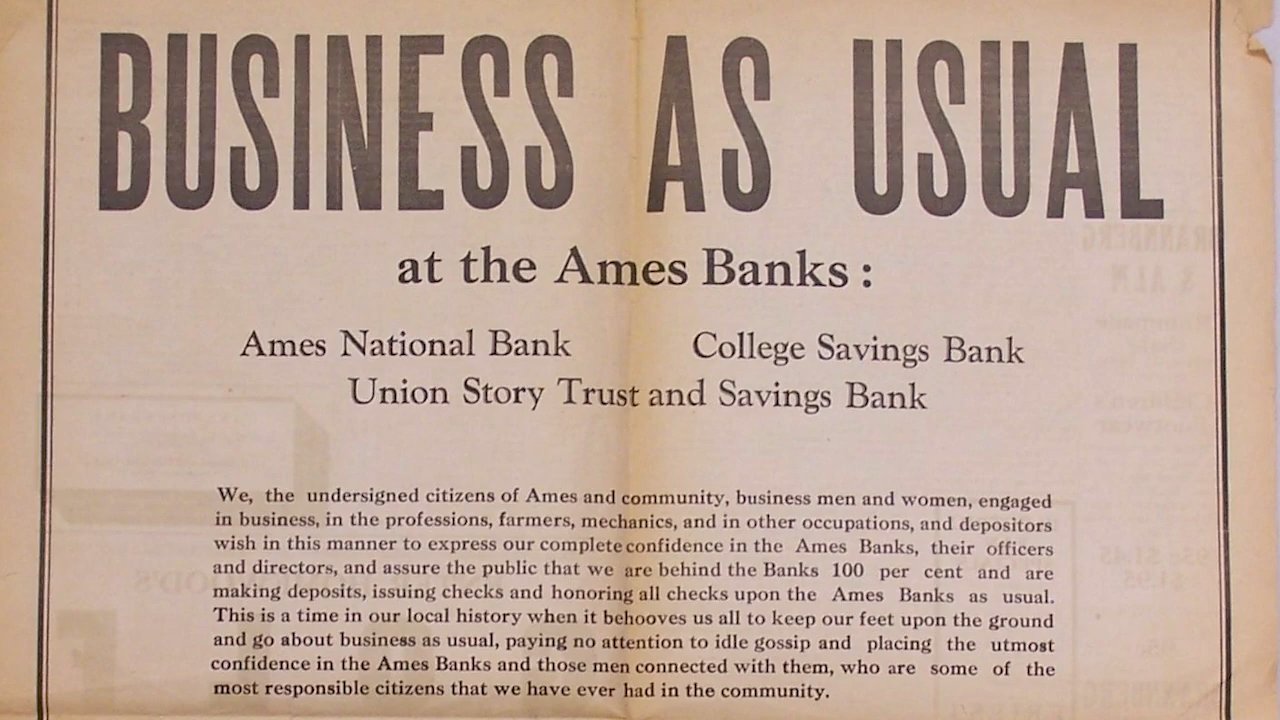 BUSINESS AS USUAL
at the Ames Banks:
Ames National Bank College Savings Bank
Union Story Trust and Savings Bank
We, the undersigned citizens of Ames and community, business men and women, engaged
in business, in the professions, farmers, mechanics, and in other occupations, and depositors
wish in this manner to express our complete confidence in the Ames Banks, their officers
and directors, and assure the public that we are behind the Banks 100 per cent and are
making deposits, issuing checks and honoring all checks upon the Ames Banks as usual.
This is a time in our local history when it behooves us all to keep our feet upon the ground
and go about business as usual, paying no attention to idle gossip and placing the utmost
confidence in the Ames Banks and those men connected with them, who are some of the
most responsible citizens that we have ever had in the community.